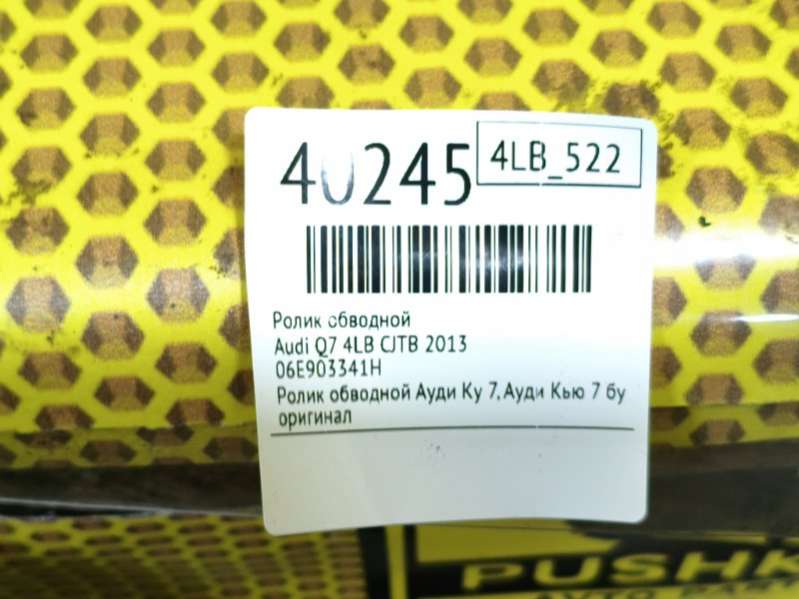 40245
4LB_522
Ролик обводной
Audi Q7 4LB CJTB 2013
06E903341H
Ролик обводной Ауди Ку 7, Ауди Кью 7 бу
оригинал